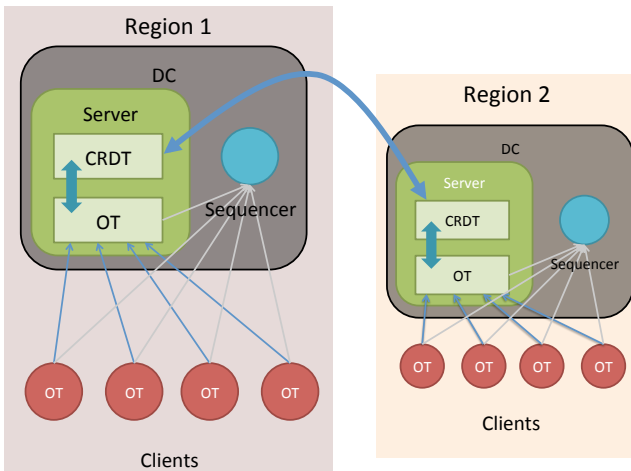 Region 1
DC
Server
CRDT
OT
Sequencer
OT OT OT OT
Clients
Region 2
DC
Server
CRDT
OT
Sequencer
OT OT OT OT
Clients